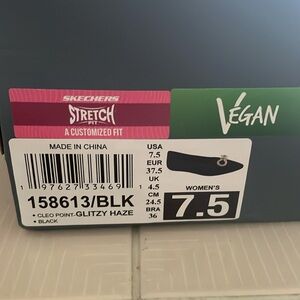 SKECHERS
STRETCH
FIT
A CUSTOMIZED FIT
VEGAN
MADE IN CHINA
1 97627 33469 1
158613/BLK
• CLEO POINT-GLITZY HAZE
• BLACK
USA
7.5
EUR
37.5
UK
4.5
CM
24.5
BRA
36
WOMEN'S
7.5